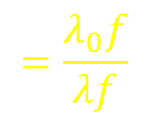 = λ₀f / λf